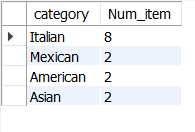 category Num_item
Italian 8
Mexican 2
American 2
Asian 2